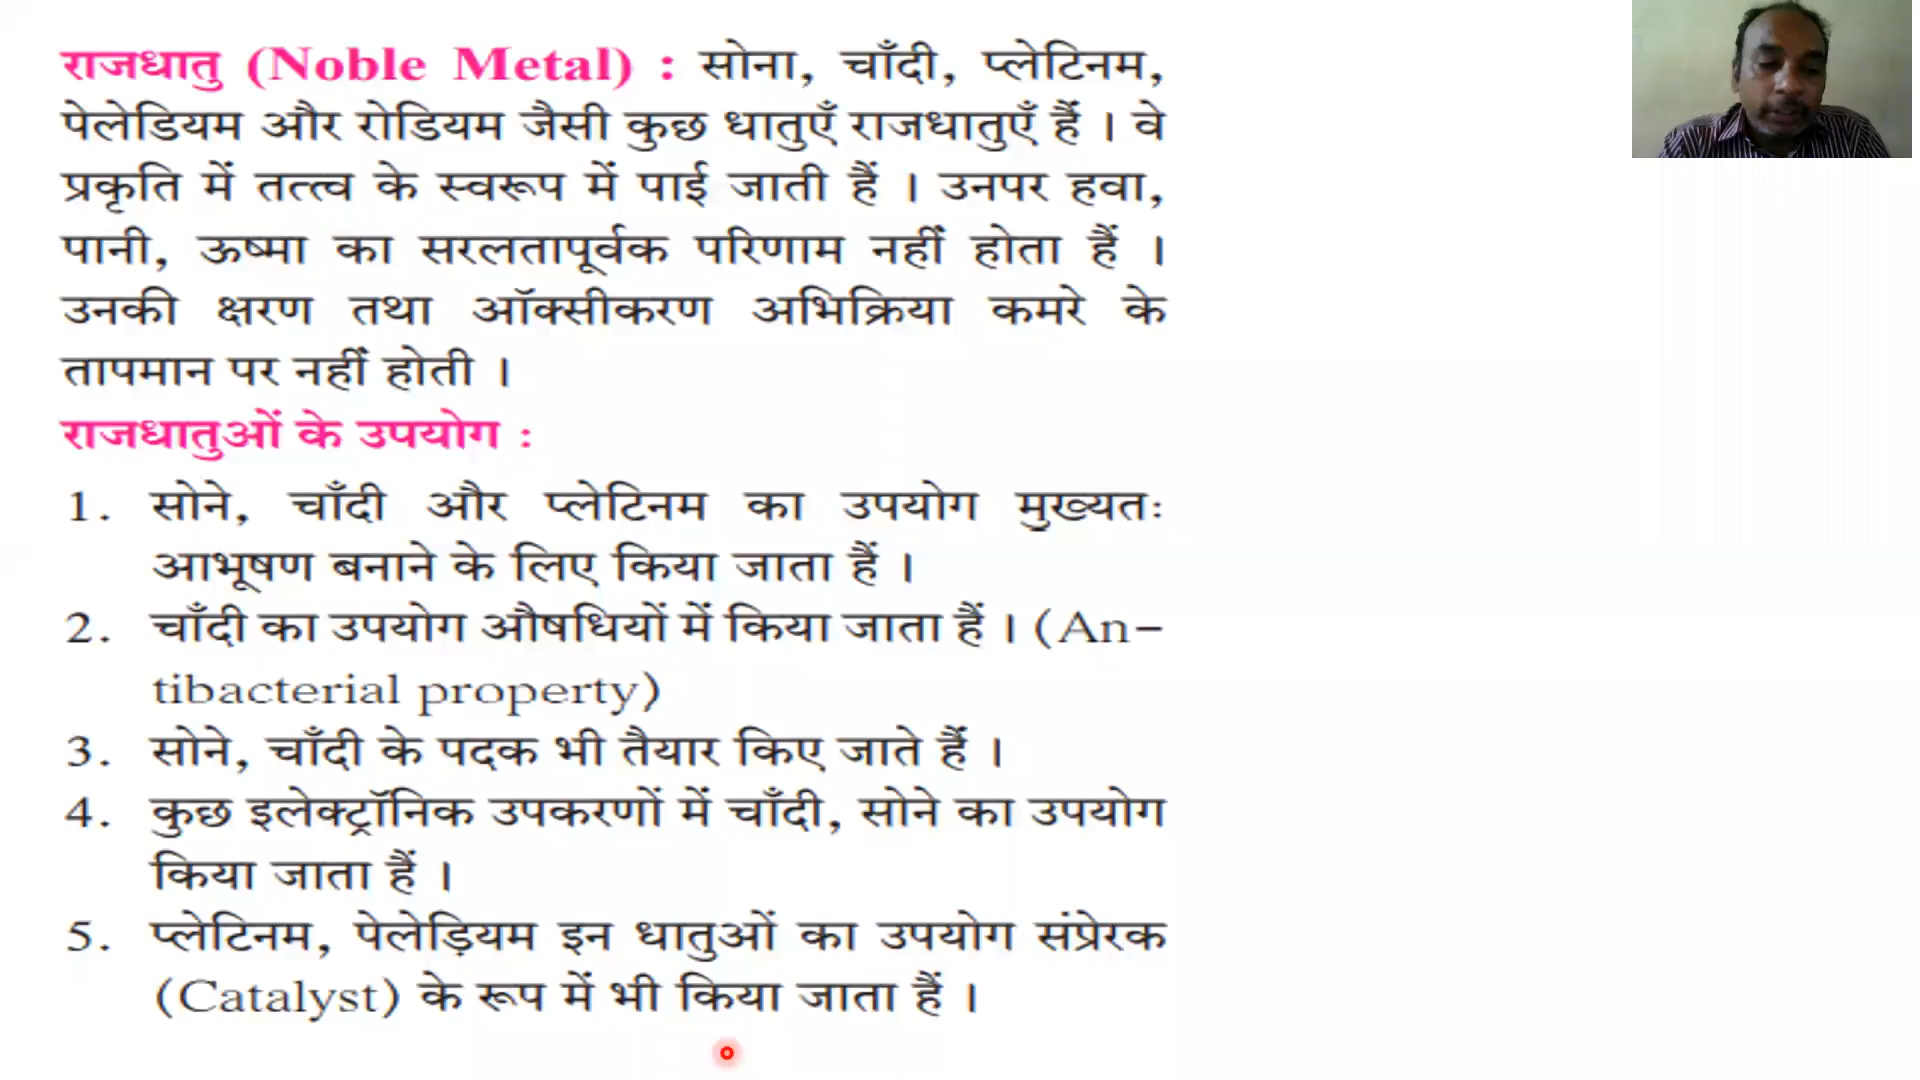 राजधातु (Noble Metal) : सोना, चाँदी, प्लेटिनम,
पेलेडियम और रोडियम जैसी कुछ धातुएँ राजधातुएँ हैं । वे
प्रकृति में तत्त्व के स्वरूप में पाई जाती हैं । उनपर हवा,
पानी, ऊष्मा का सरलतापूर्वक परिणाम नहीं होता हैं ।
उनकी क्षरण तथा ऑक्सीकरण अभिक्रिया कमरे के
तापमान पर नहीं होती ।
राजधातुओं के उपयोग :
1. सोने, चाँदी और प्लेटिनम का उपयोग मुख्यतः
आभूषण बनाने के लिए किया जाता हैं ।
2. चाँदी का उपयोग औषधियों में किया जाता हैं । (An-
tibacterial property)
3. सोने, चाँदी के पदक भी तैयार किए जाते हैं ।
4. कुछ इलेक्ट्रॉनिक उपकरणों में चाँदी, सोने का उपयोग
किया जाता हैं ।
5. प्लेटिनम, पेलेड़ियम इन धातुओं का उपयोग संप्रेरक
(Catalyst) के रूप में भी किया जाता हैं ।